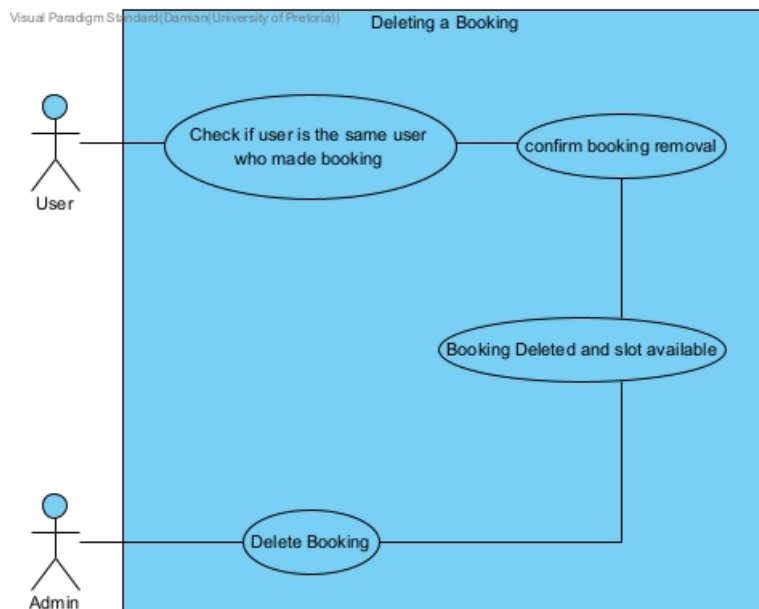 Visual Paradigm Standard(Damian(University of Pretoria))
Deleting a Booking
Check if user is the same user
who made booking
confirm booking removal
User
Booking Deleted and slot available
Delete Booking
Admin